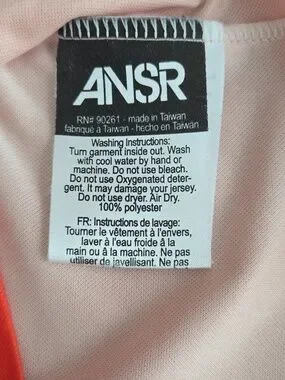 ANSR
RN# 90261 - made in Taiwan
fabriqué à Taiwan - hecho en Taiwán
Washing Instructions:
Turn garment inside out. Wash
with cool water by hand or
machine. Do not use bleach.
Do not use Oxygenated deter-
gent. It may damage your jersey.
Do not use dryer. Air Dry.
100% polyester
FR: Instructions de lavage:
Tourner le vêtement à l'envers,
laver à l'eau froide â la
main ou à la machine. Ne pas
utiliser de javellisant. Ne pas